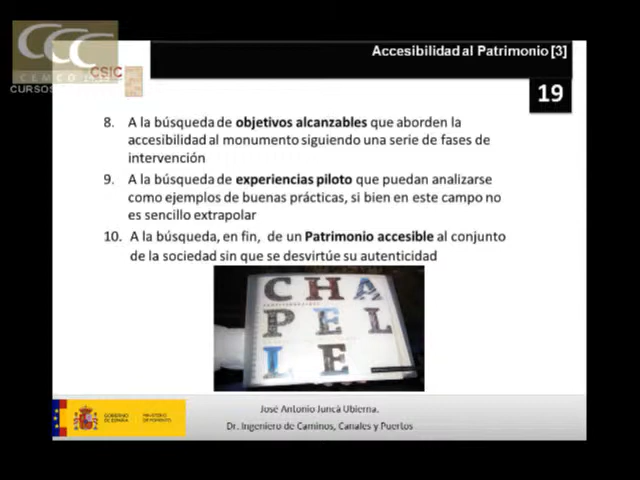 CCC
CEMCO
CSIC
CURSOS
Accesibilidad al Patrimonio [3]
19
8. A la búsqueda de objetivos alcanzables que aborden la
accesibilidad al monumento siguiendo una serie de fases de
intervención
9. A la búsqueda de experiencias piloto que puedan analizarse
como ejemplos de buenas prácticas, si bien en este campo no
es sencillo extrapolar
10. A la búsqueda, en fin, de un Patrimonio accesible al conjunto
de la sociedad sin que se desvirtúe su autenticidad
CHA
PEL
LE
José Antonio Juncà Ubierna.
Dr. Ingeniero de Caminos, Canales y Puertos
GOBIERNO
DE ESPAÑA
MINISTERIO
DE FOMENTO